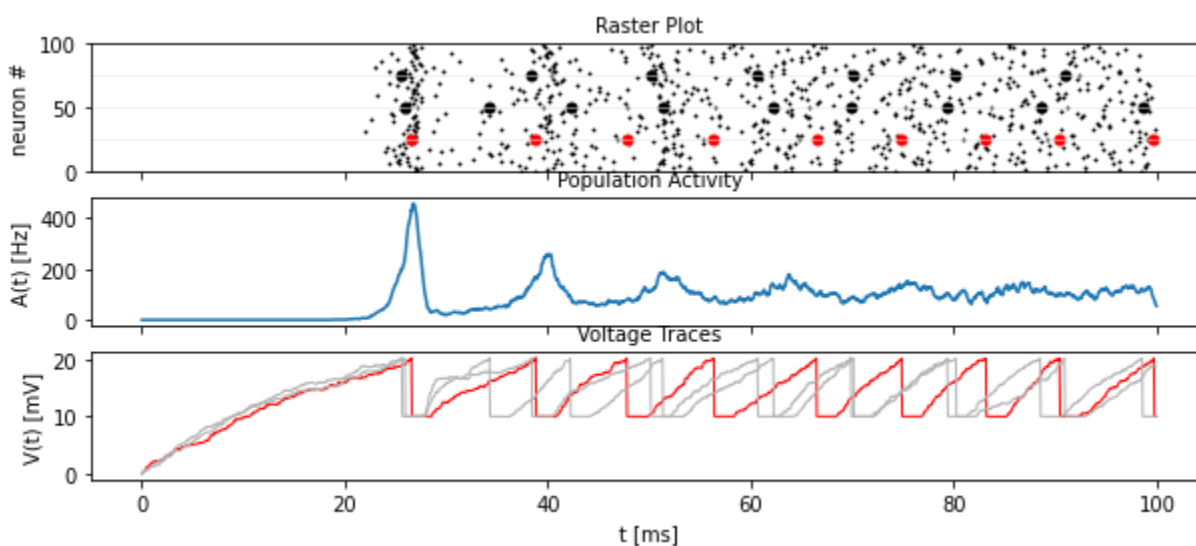 Raster Plot
100
50
0
neuron #
Population Activity
400
200
0
A(t) [Hz]
Voltage Traces
20
10
0
V(t) [mV]
0 20 40 60 80 100
t [ms]